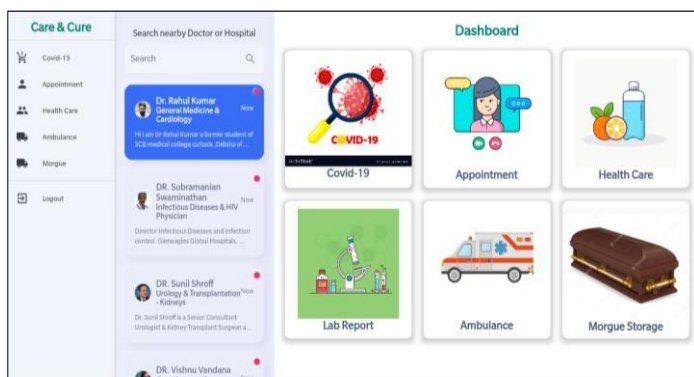 Care & Cure
Covid-19
Appointment
Health Care
Ambulance
Morgue
Logout
Search nearby Doctor or Hospital
Search
Dr. Rahul Kumar
General Medicine &
Cardiology
Now
Hi I am Dr Rahul Kumar a former student of
SCB medical college cuttack ,Odisha of ...
DR. Subramanian
Swaminathan
Infectious Diseases & HIV
Physician
Now
Director Infectious Diseases and Infection
control. Gleneagles Global Hospitals, ...
DR. Sunil Shroff
Urology & Transplantation
- Kidneys
Now
Dr. Sunil Shroff is a Senior Consultant
Urologist & Kidney Transplant Surgeon a...
DR. Vishnu Vandana
Dashboard
COVID-19
Covid-19
Appointment
Health Care
Lab Report
Ambulance
Morgue Storage